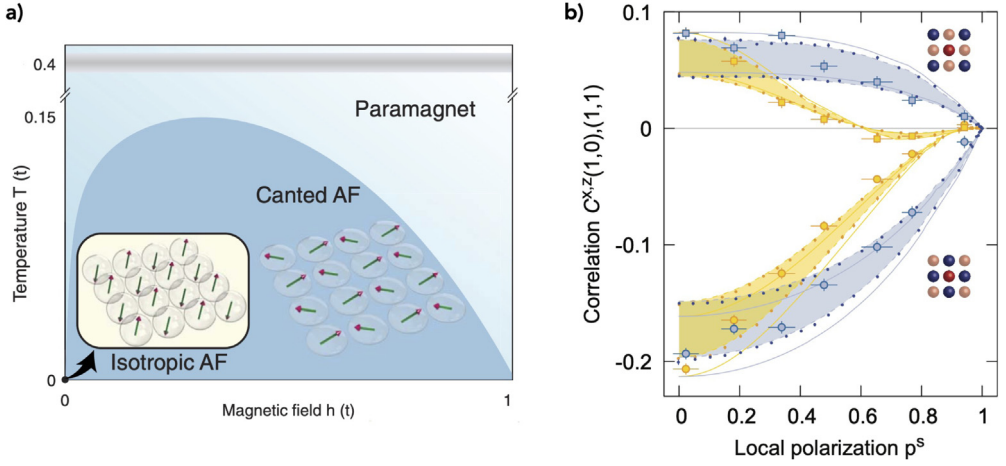 a)
0.4
0.15
0
Temperature T (t)
Paramagnet
Canted AF
Isotropic AF
0
1
Magnetic field h (t)
b)
0.1
0
-0.1
-0.2
Correlation C^{x,z}(1,0),(1,1)
0
0.2
0.4
0.6
0.8
1
Local polarization p^s